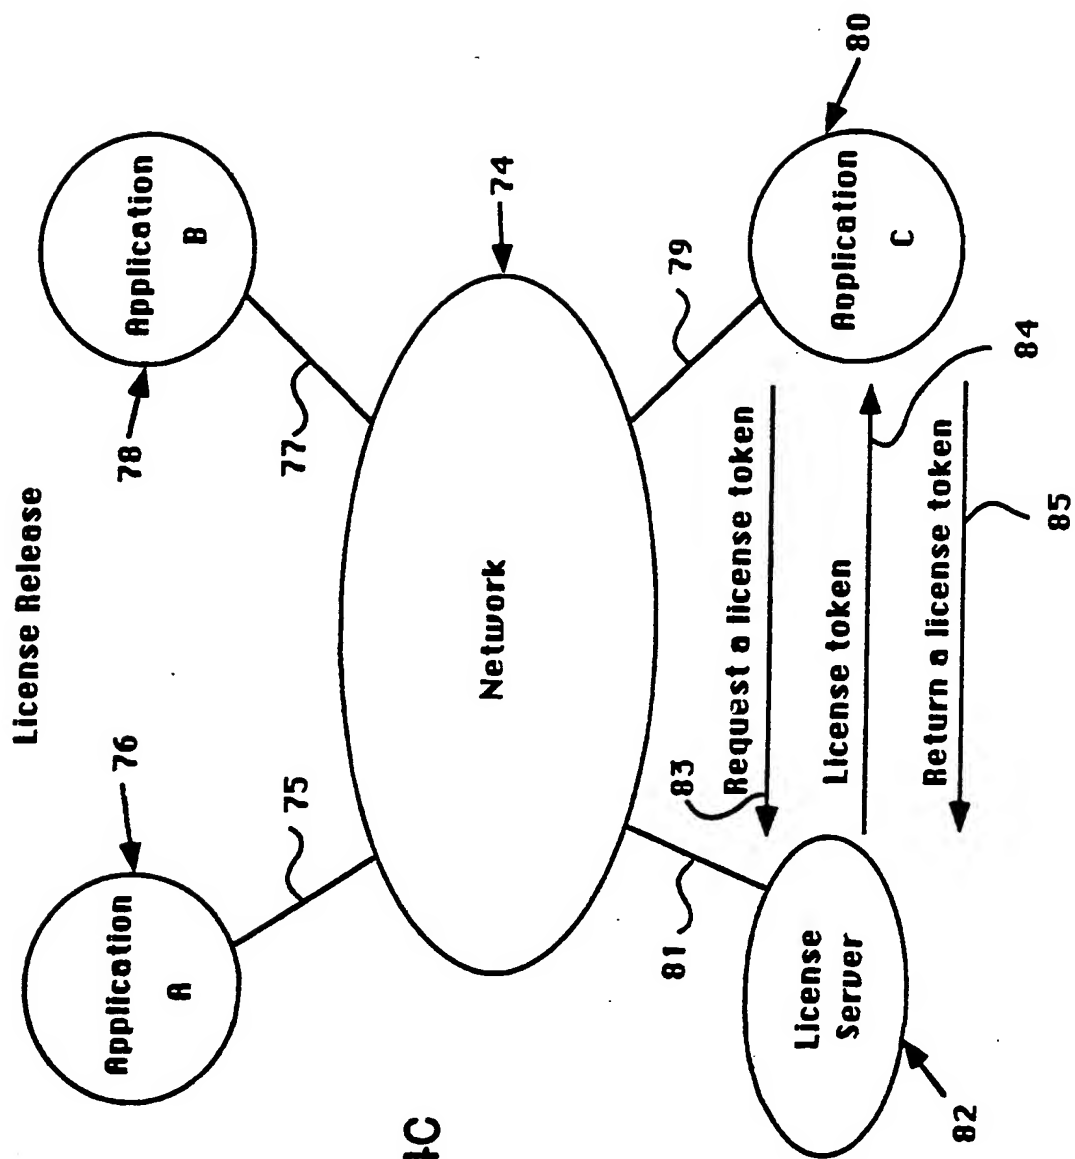 License Release
Application
A
76
75
Application
B
78
77
Network
74
License
Server
82
81
Application
C
80
79
83
Request a license token
License token
84
Return a license token
85